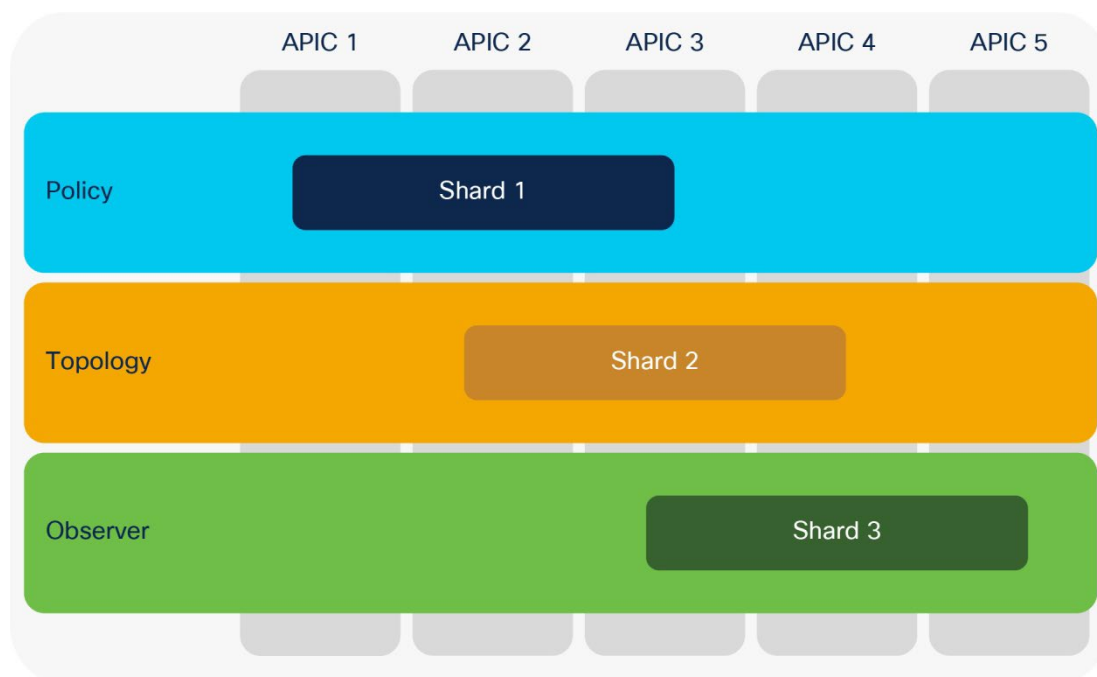 APIC 1 APIC 2 APIC 3 APIC 4 APIC 5
Policy Shard 1
Topology Shard 2
Observer Shard 3